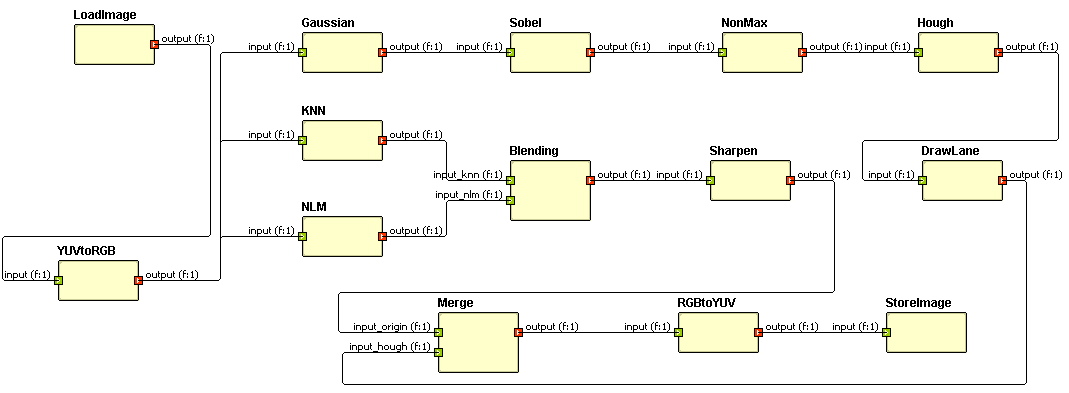 LoadImage
output (f:1)
Gaussian
input (f:1)
output (f:1)
Sobel
input (f:1)
output (f:1)
NonMax
input (f:1)
output (f:1)
Hough
input (f:1)
output (f:1)
KNN
input (f:1)
output (f:1)
Blending
input_knn (f:1)
input_nlm (f:1)
output (f:1)
Sharpen
input (f:1)
output (f:1)
DrawLane
input (f:1)
output (f:1)
NLM
input (f:1)
output (f:1)
YUVtoRGB
input (f:1)
output (f:1)
Merge
input_origin (f:1)
input_hough (f:1)
output (f:1)
RGBtoYUV
input (f:1)
output (f:1)
StoreImage
input (f:1)